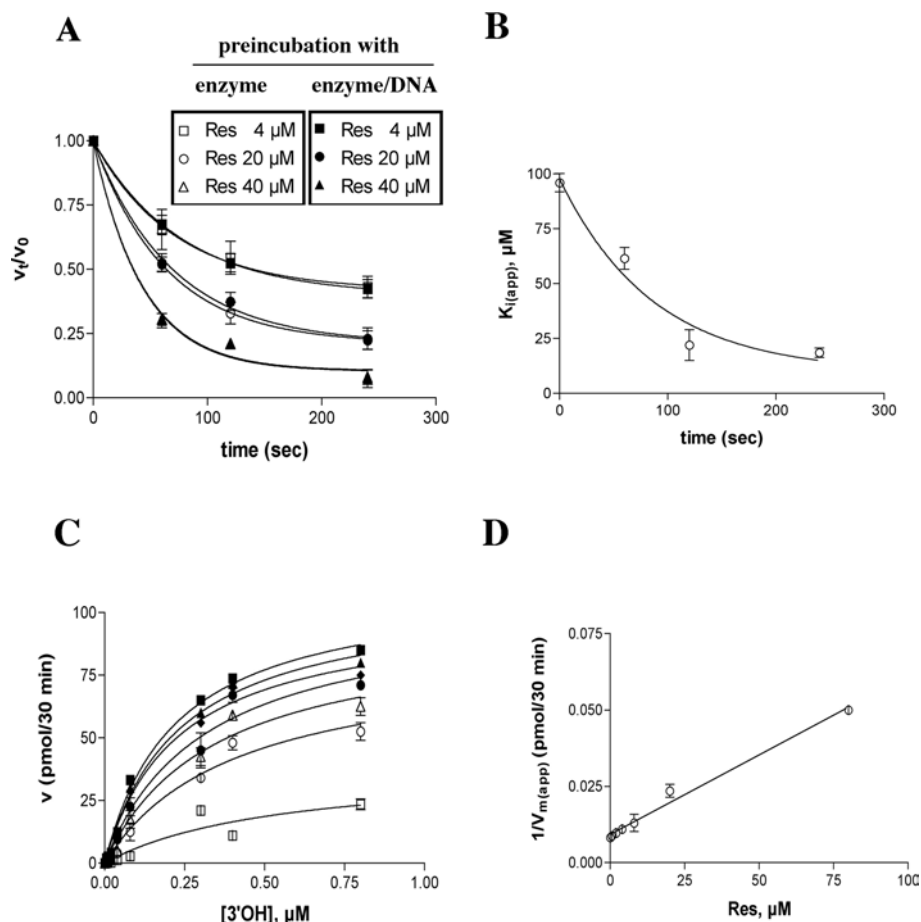 A
preincubation with
enzyme
enzyme/DNA
Res 4 µM
Res 20 µM
Res 40 µM
Res 4 µM
Res 20 µM
Res 40 µM
1.00
0.75
0.50
0.25
0.00
0
100
200
300
vt/v0
time (sec)
B
100
75
50
25
0
0
100
200
300
Ki(app), µM
time (sec)
C
100
75
50
25
0
0.00
0.25
0.50
0.75
1.00
v (pmol/30 min)
[3'OH], µM
D
0.075
0.050
0.025
0.000
0
25
50
75
100
1/Vm(app) (pmol/30 min)
Res, µM